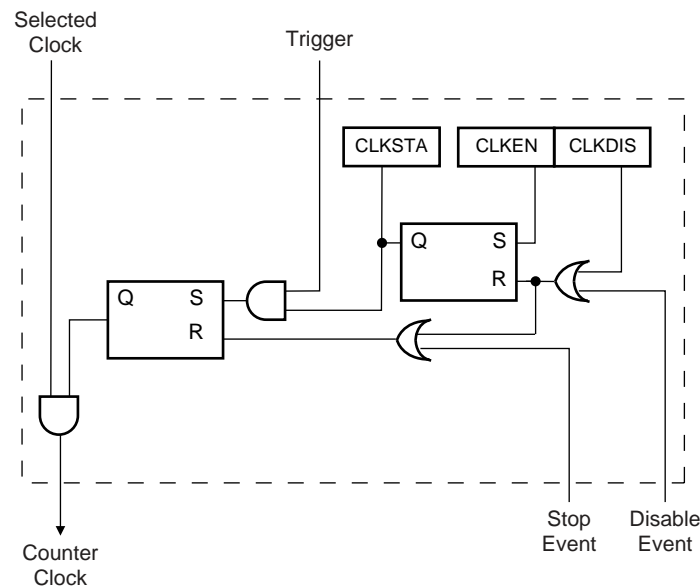 Selected
Clock
Trigger
CLKSTA
CLKEN
CLKDIS
Q
S
R
Q
S
R
Stop
Event
Disable
Event
Counter
Clock